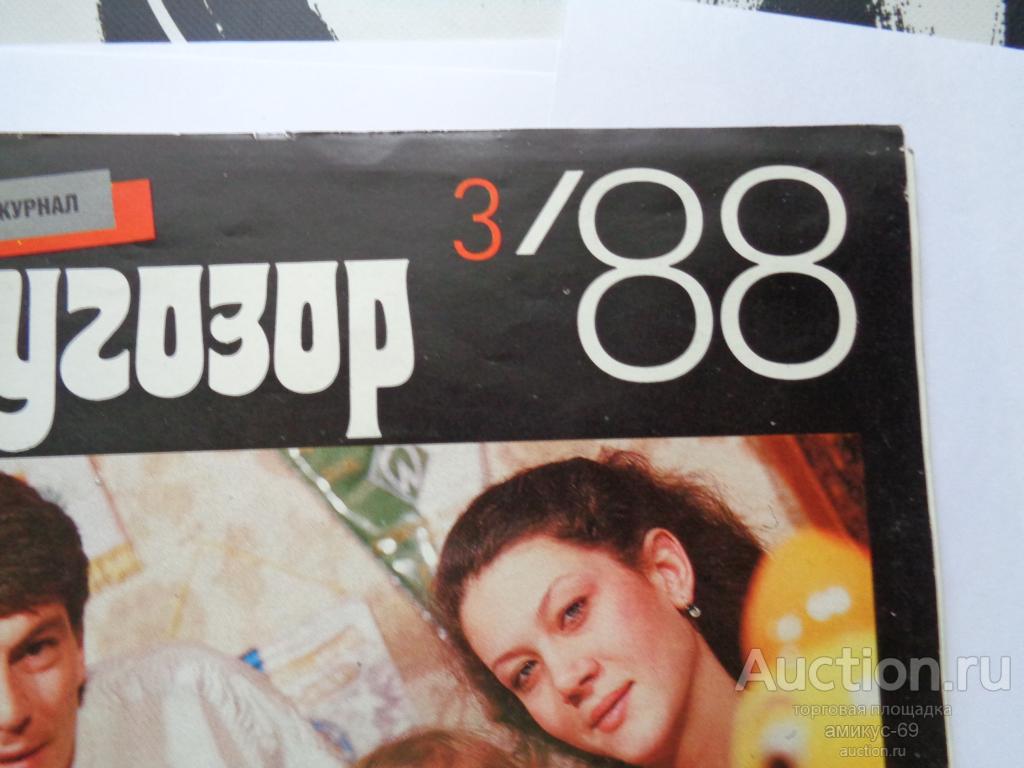 ЖУРНАЛ
3/88
угозор
W
Auction.ru
торговая площадка
амикус-69
auction.ru